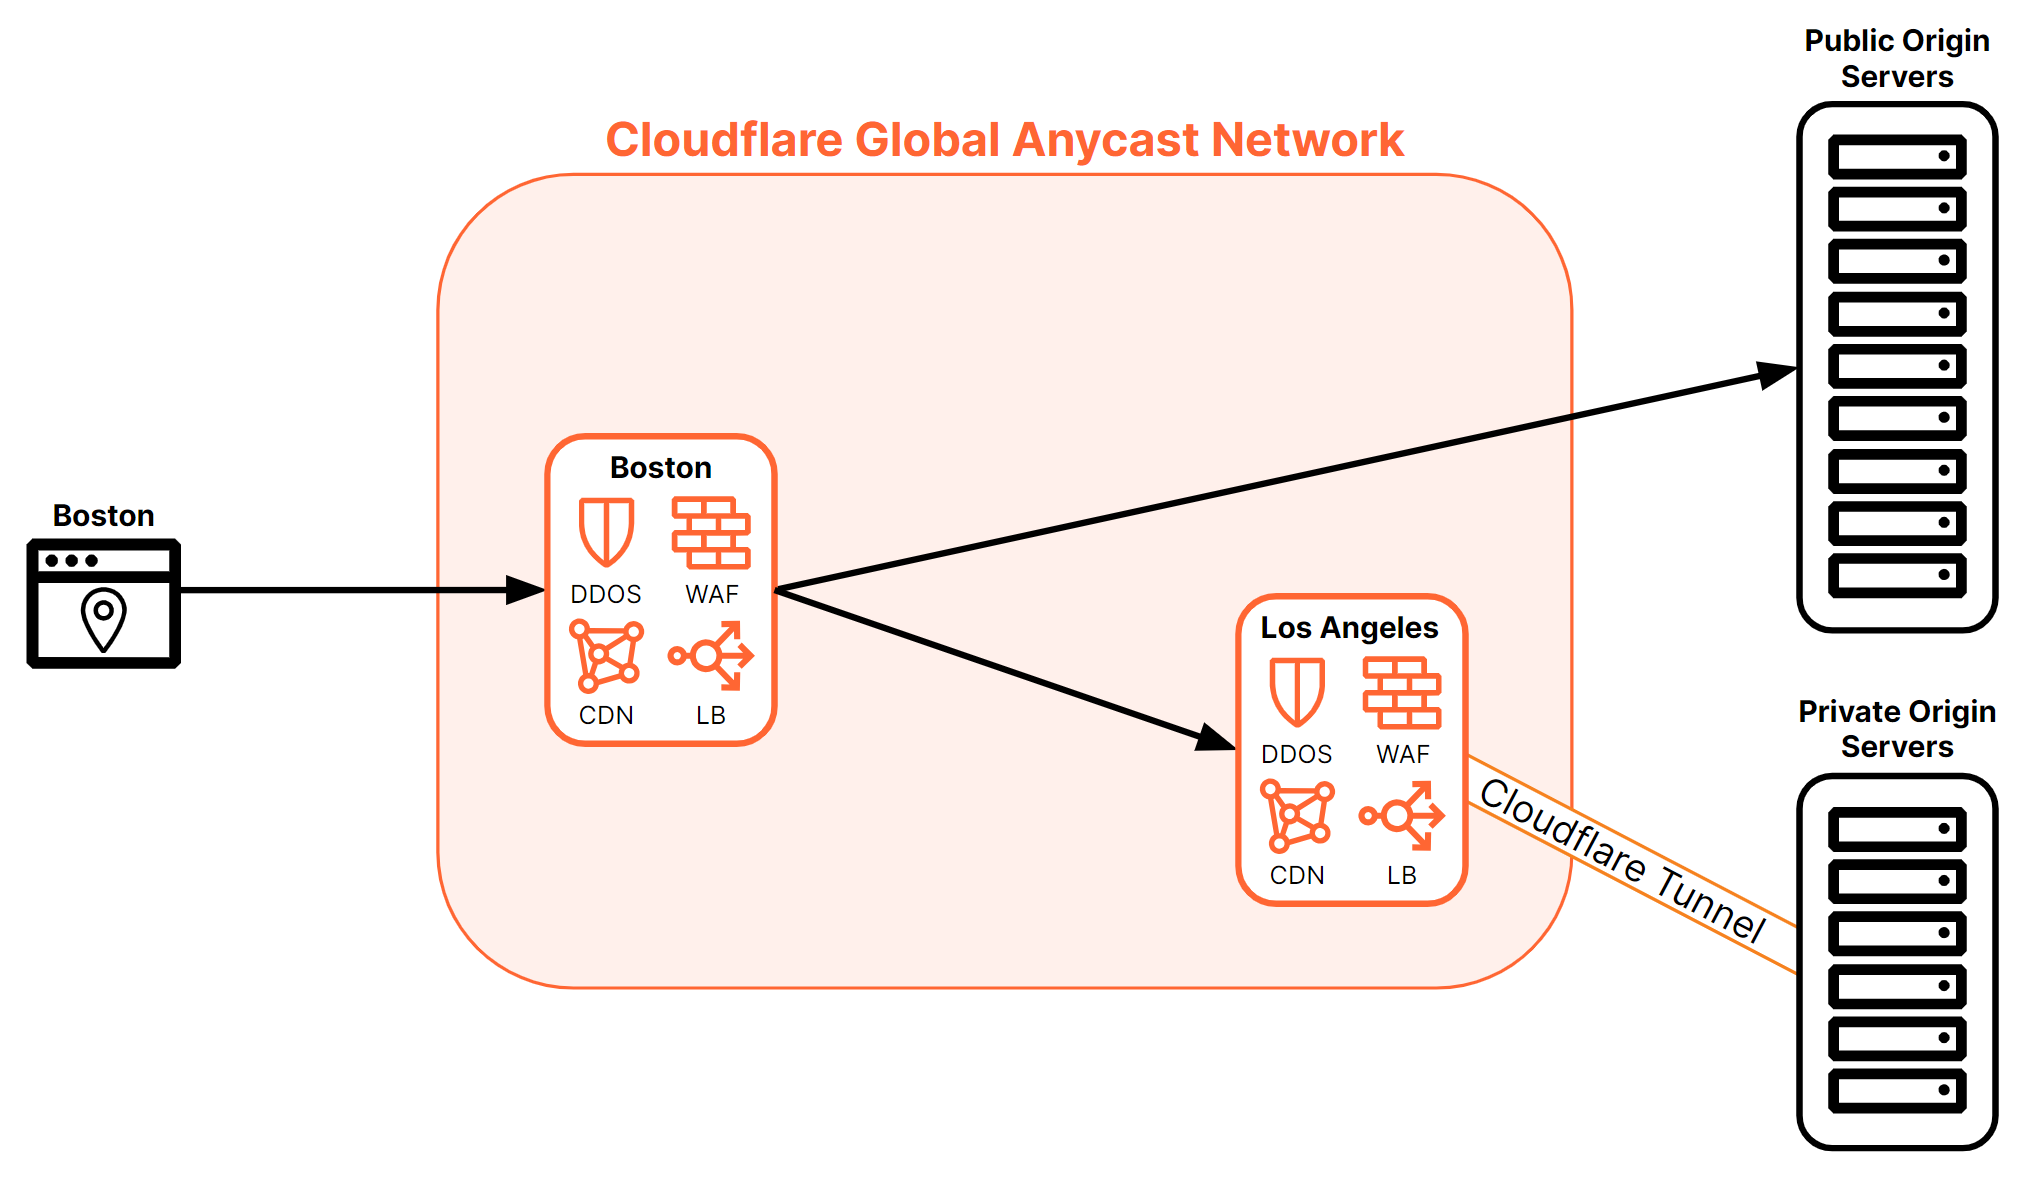 Public Origin
Servers
Cloudflare Global Anycast Network
Boston
Boston
DDOS
WAF
CDN
LB
Los Angeles
DDOS
WAF
CDN
LB
Cloudflare Tunnel
Private Origin
Servers